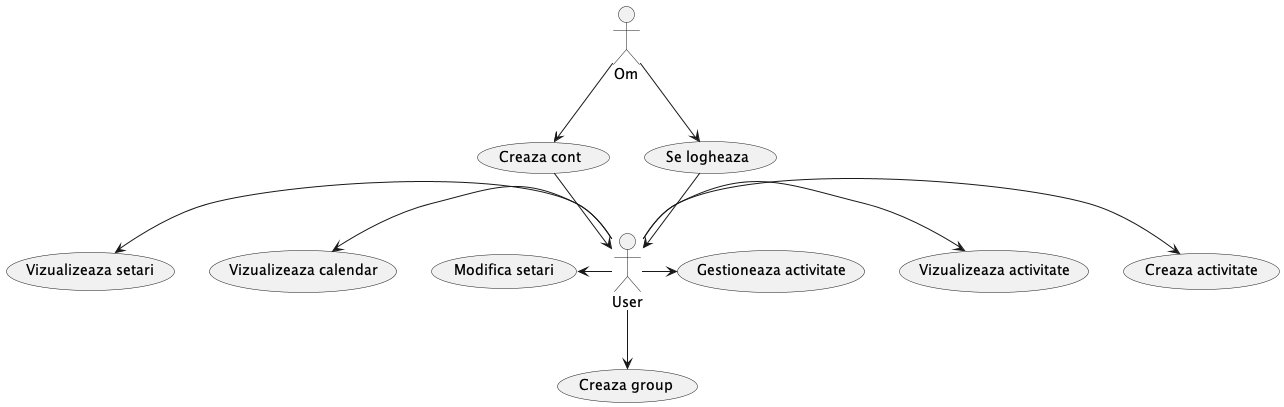 Om
Creaza cont
Se logheaza
Vizualizeaza setari
Vizualizeaza calendar
Modifica setari
Gestioneaza activitate
Vizualizeaza activitate
Creaza activitate
User
Creaza group